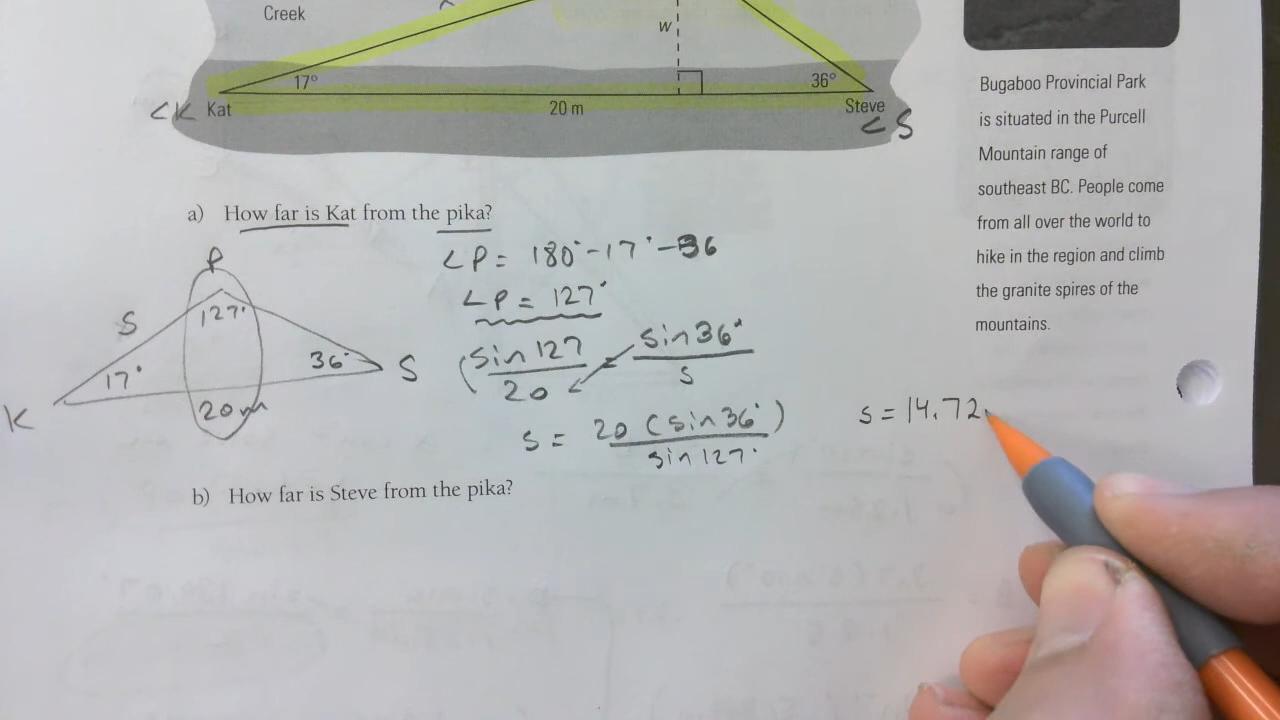 Creek
w
17°
36°
<K Kat
20 m
Steve
<S
Bugaboo Provincial Park
is situated in the Purcell
Mountain range of
southeast BC. People come
from all over the world to
hike in the region and climb
the granite spires of the
mountains.
a) How far is Kat from the pika?
<P = 180° - 17° - 36
<P = 127°
P
S
127°
17°
36°
S
K
20m
(sin 127 / 20 = sin 36° / s
s = 20 (sin 36°) / sin 127°
s = 14.72
b) How far is Steve from the pika?